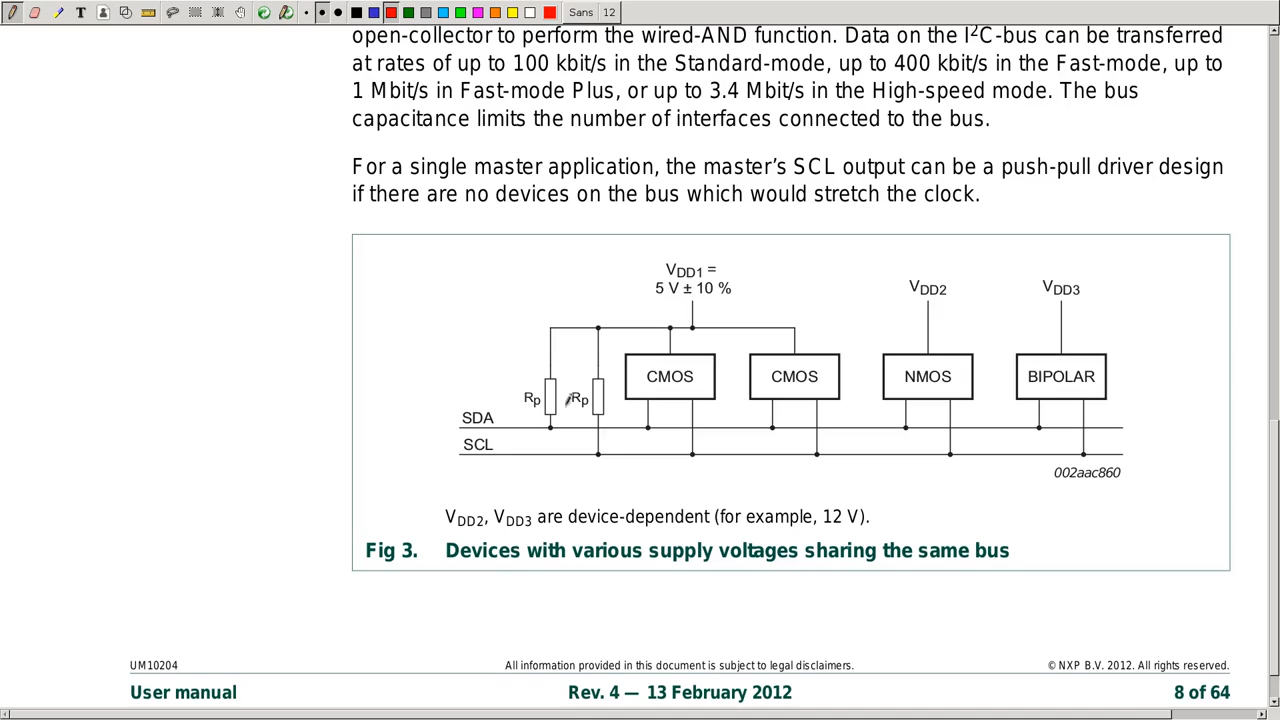 T Sans 12
open-collector to perform the wired-AND function. Data on the I²C-bus can be transferred
at rates of up to 100 kbit/s in the Standard-mode, up to 400 kbit/s in the Fast-mode, up to
1 Mbit/s in Fast-mode Plus, or up to 3.4 Mbit/s in the High-speed mode. The bus
capacitance limits the number of interfaces connected to the bus.
For a single master application, the master's SCL output can be a push-pull driver design
if there are no devices on the bus which would stretch the clock.
VDD1 =
5 V ± 10 %
VDD2
VDD3
CMOS
CMOS
NMOS
BIPOLAR
Rp
Rp
SDA
SCL
002aac860
VDD2, VDD3 are device-dependent (for example, 12 V).
Fig 3. Devices with various supply voltages sharing the same bus
UM10204 All information provided in this document is subject to legal disclaimers. © NXP B.V. 2012. All rights reserved.
User manual Rev. 4 — 13 February 2012 8 of 64